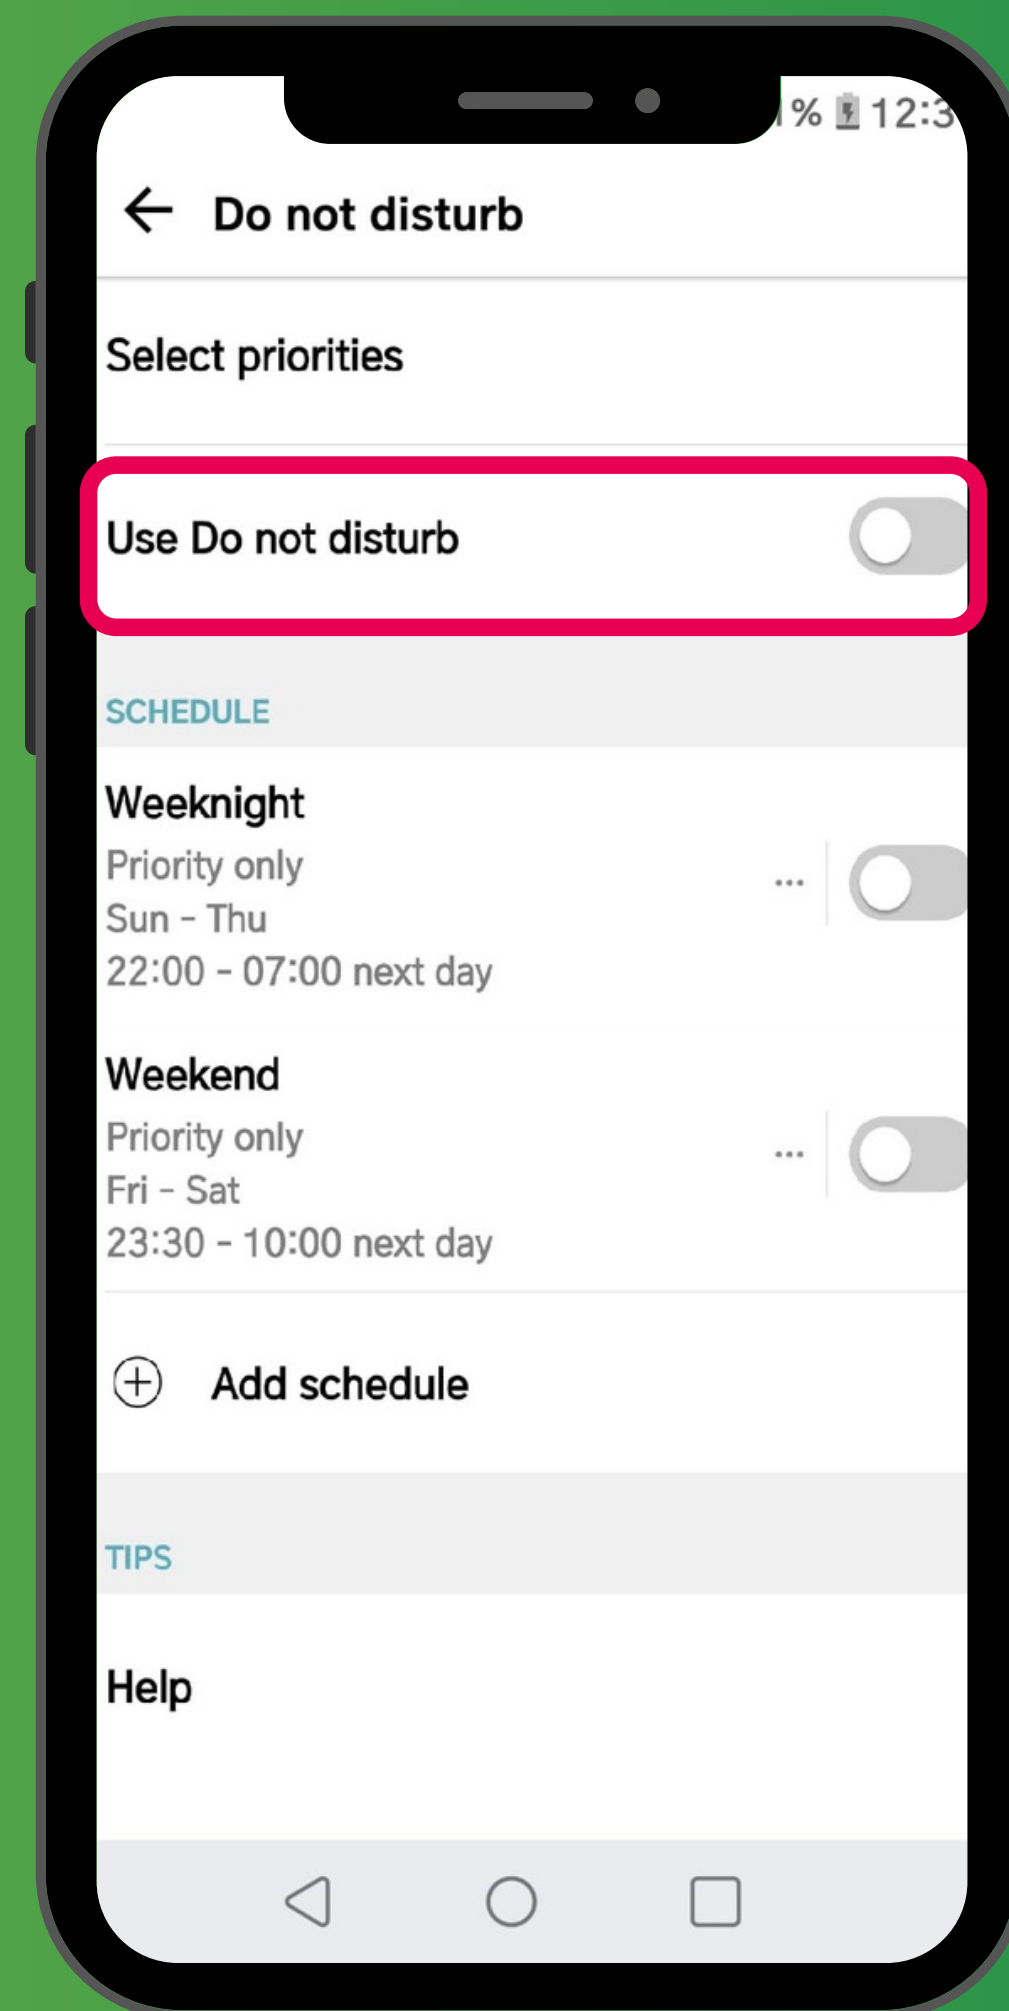 % 12:3
Do not disturb
Select priorities
Use Do not disturb
SCHEDULE
Weeknight
Priority only
Sun - Thu
22:00 - 07:00 next day
Weekend
Priority only
Fri - Sat
23:30 - 10:00 next day
Add schedule
TIPS
Help